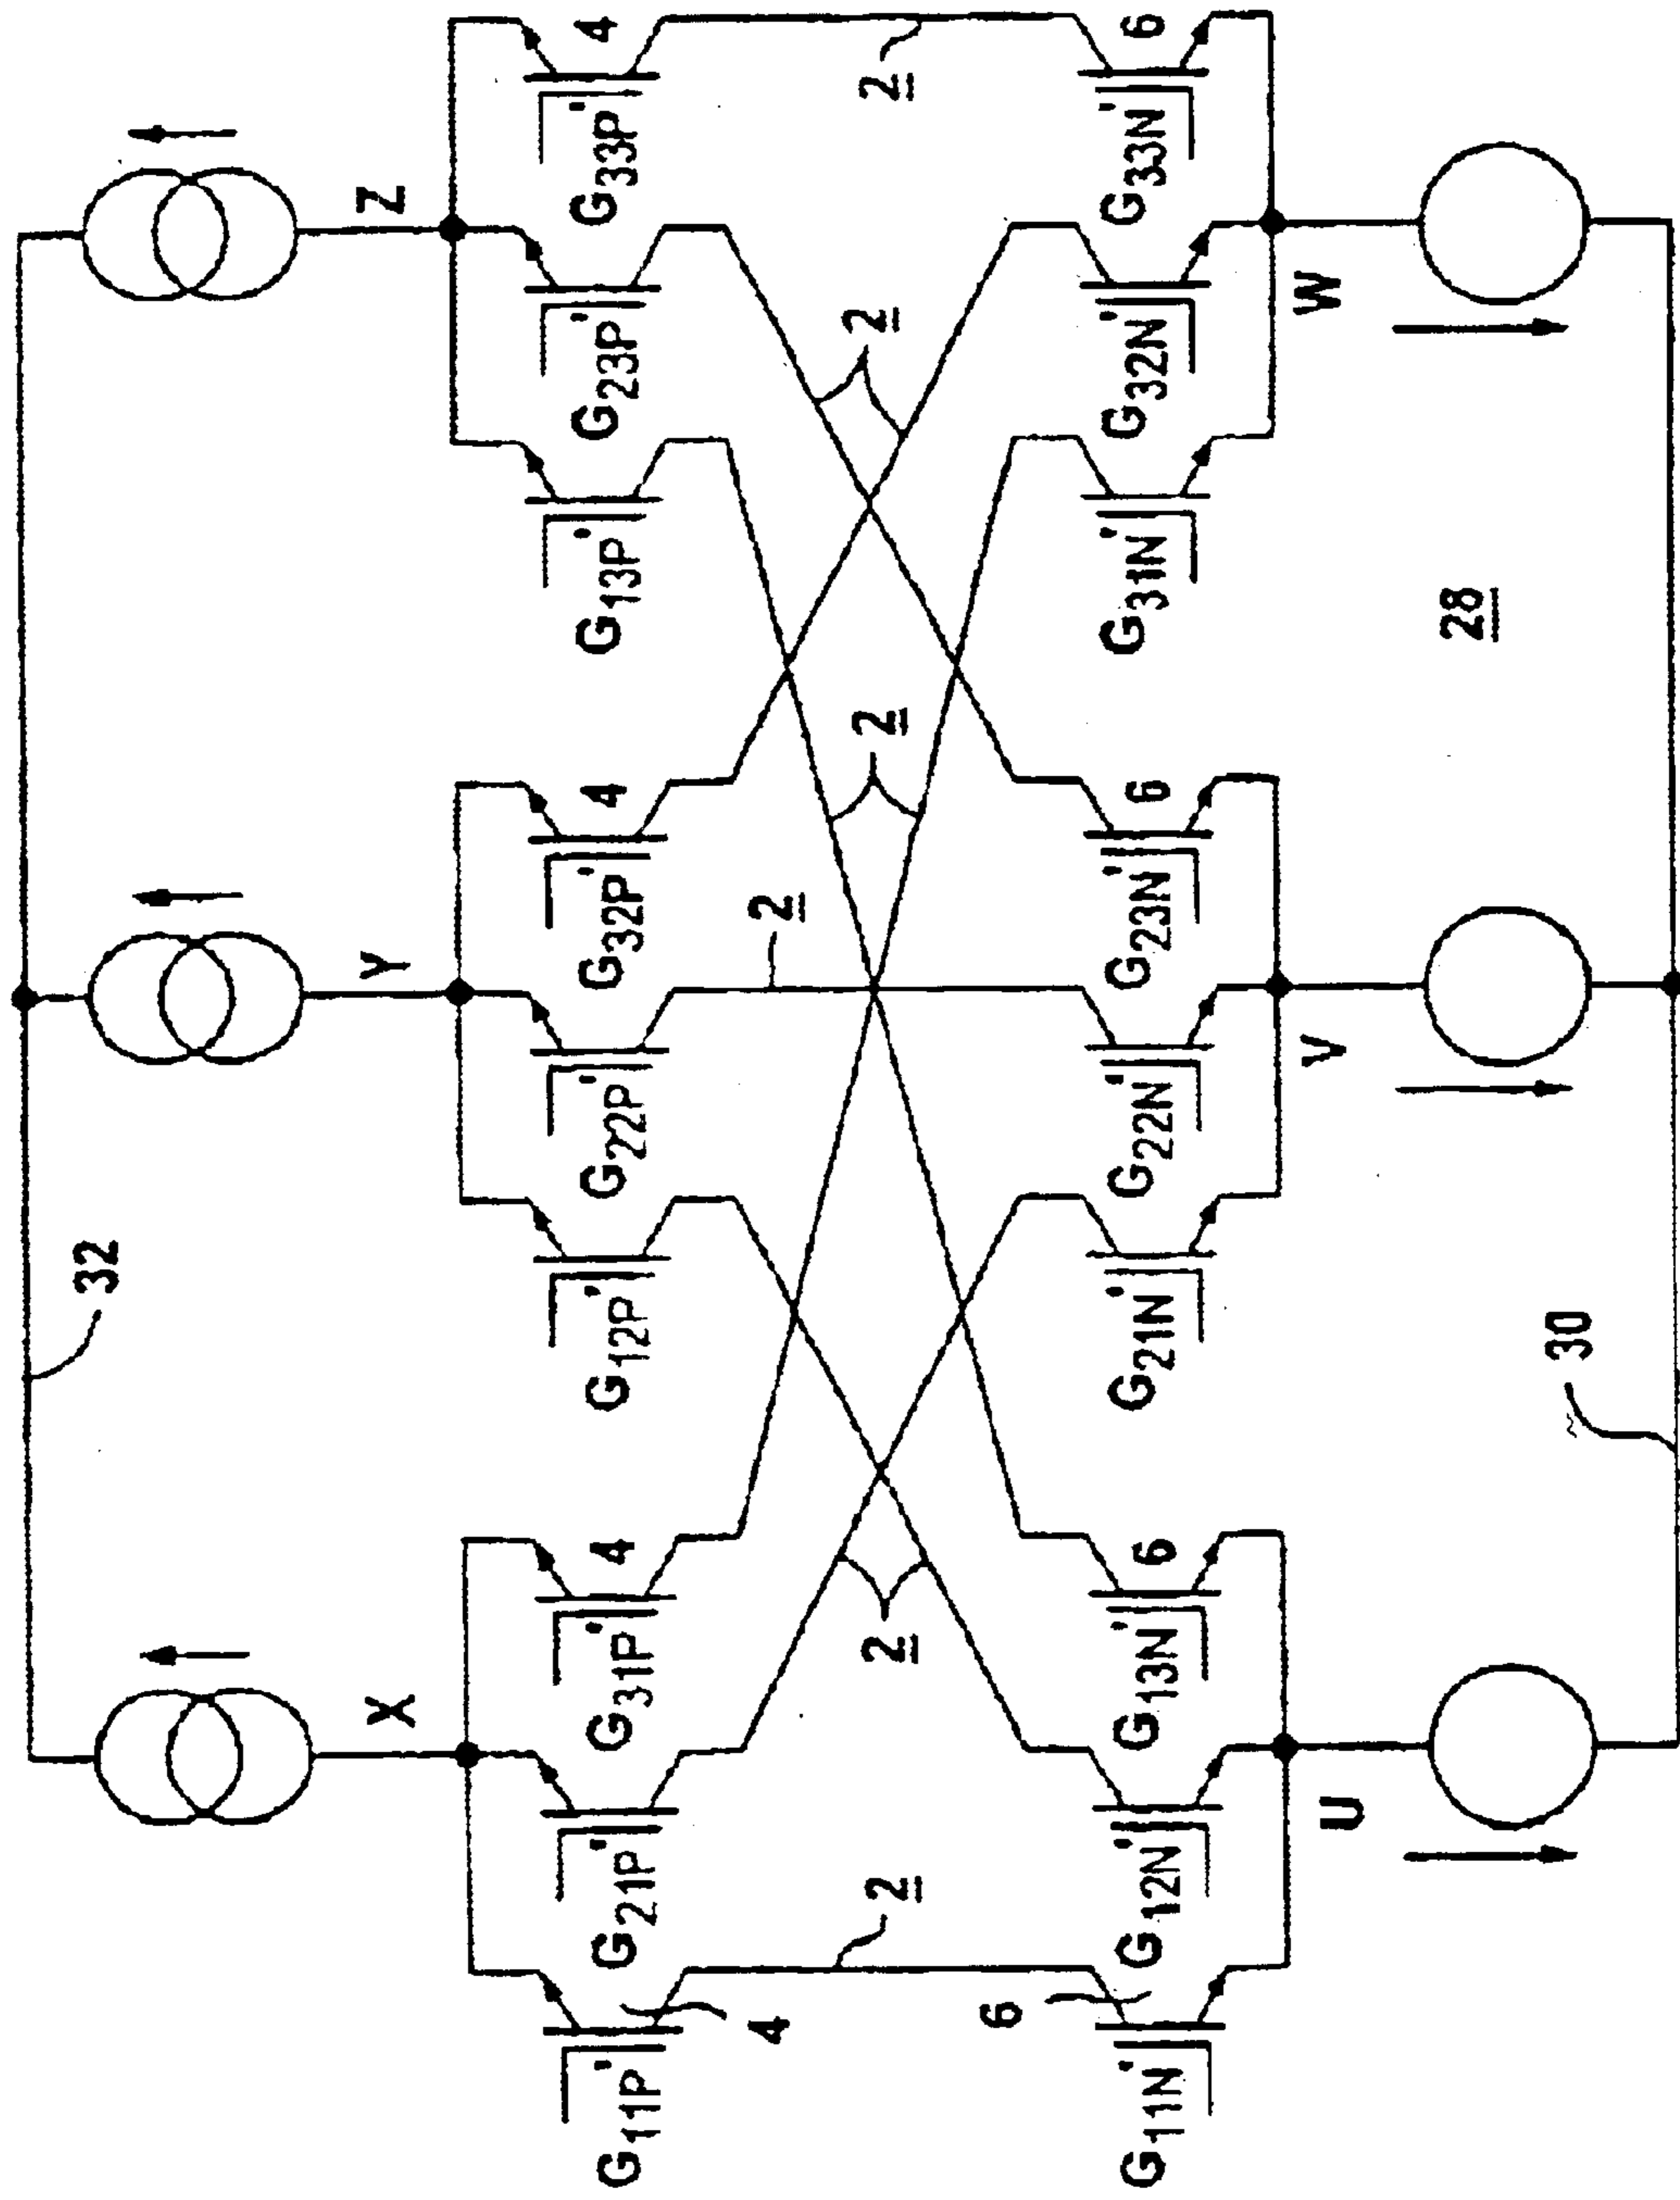 32
X Y Z
G11P' G21P' G31P' 4 G12P' G22P' G32P' 4 G13P' G23P' G33P' 4
4 2
2 2 2 2 2
6
G11N' G12N' G13N' 6 G21N' G22N' G23N' 6 G31N' G32N' G33N' 6
U V W
28
30